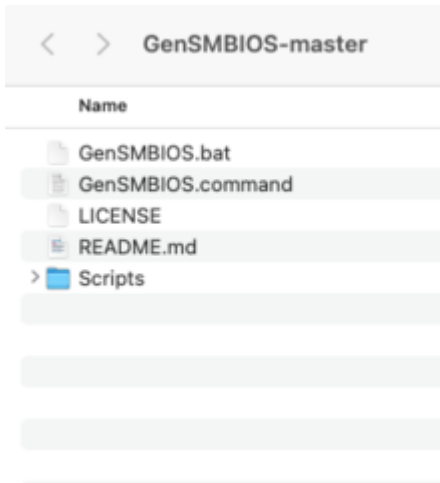 GenSMBIOS-master
Name
GenSMBIOS.bat
GenSMBIOS.command
LICENSE
README.md
Scripts